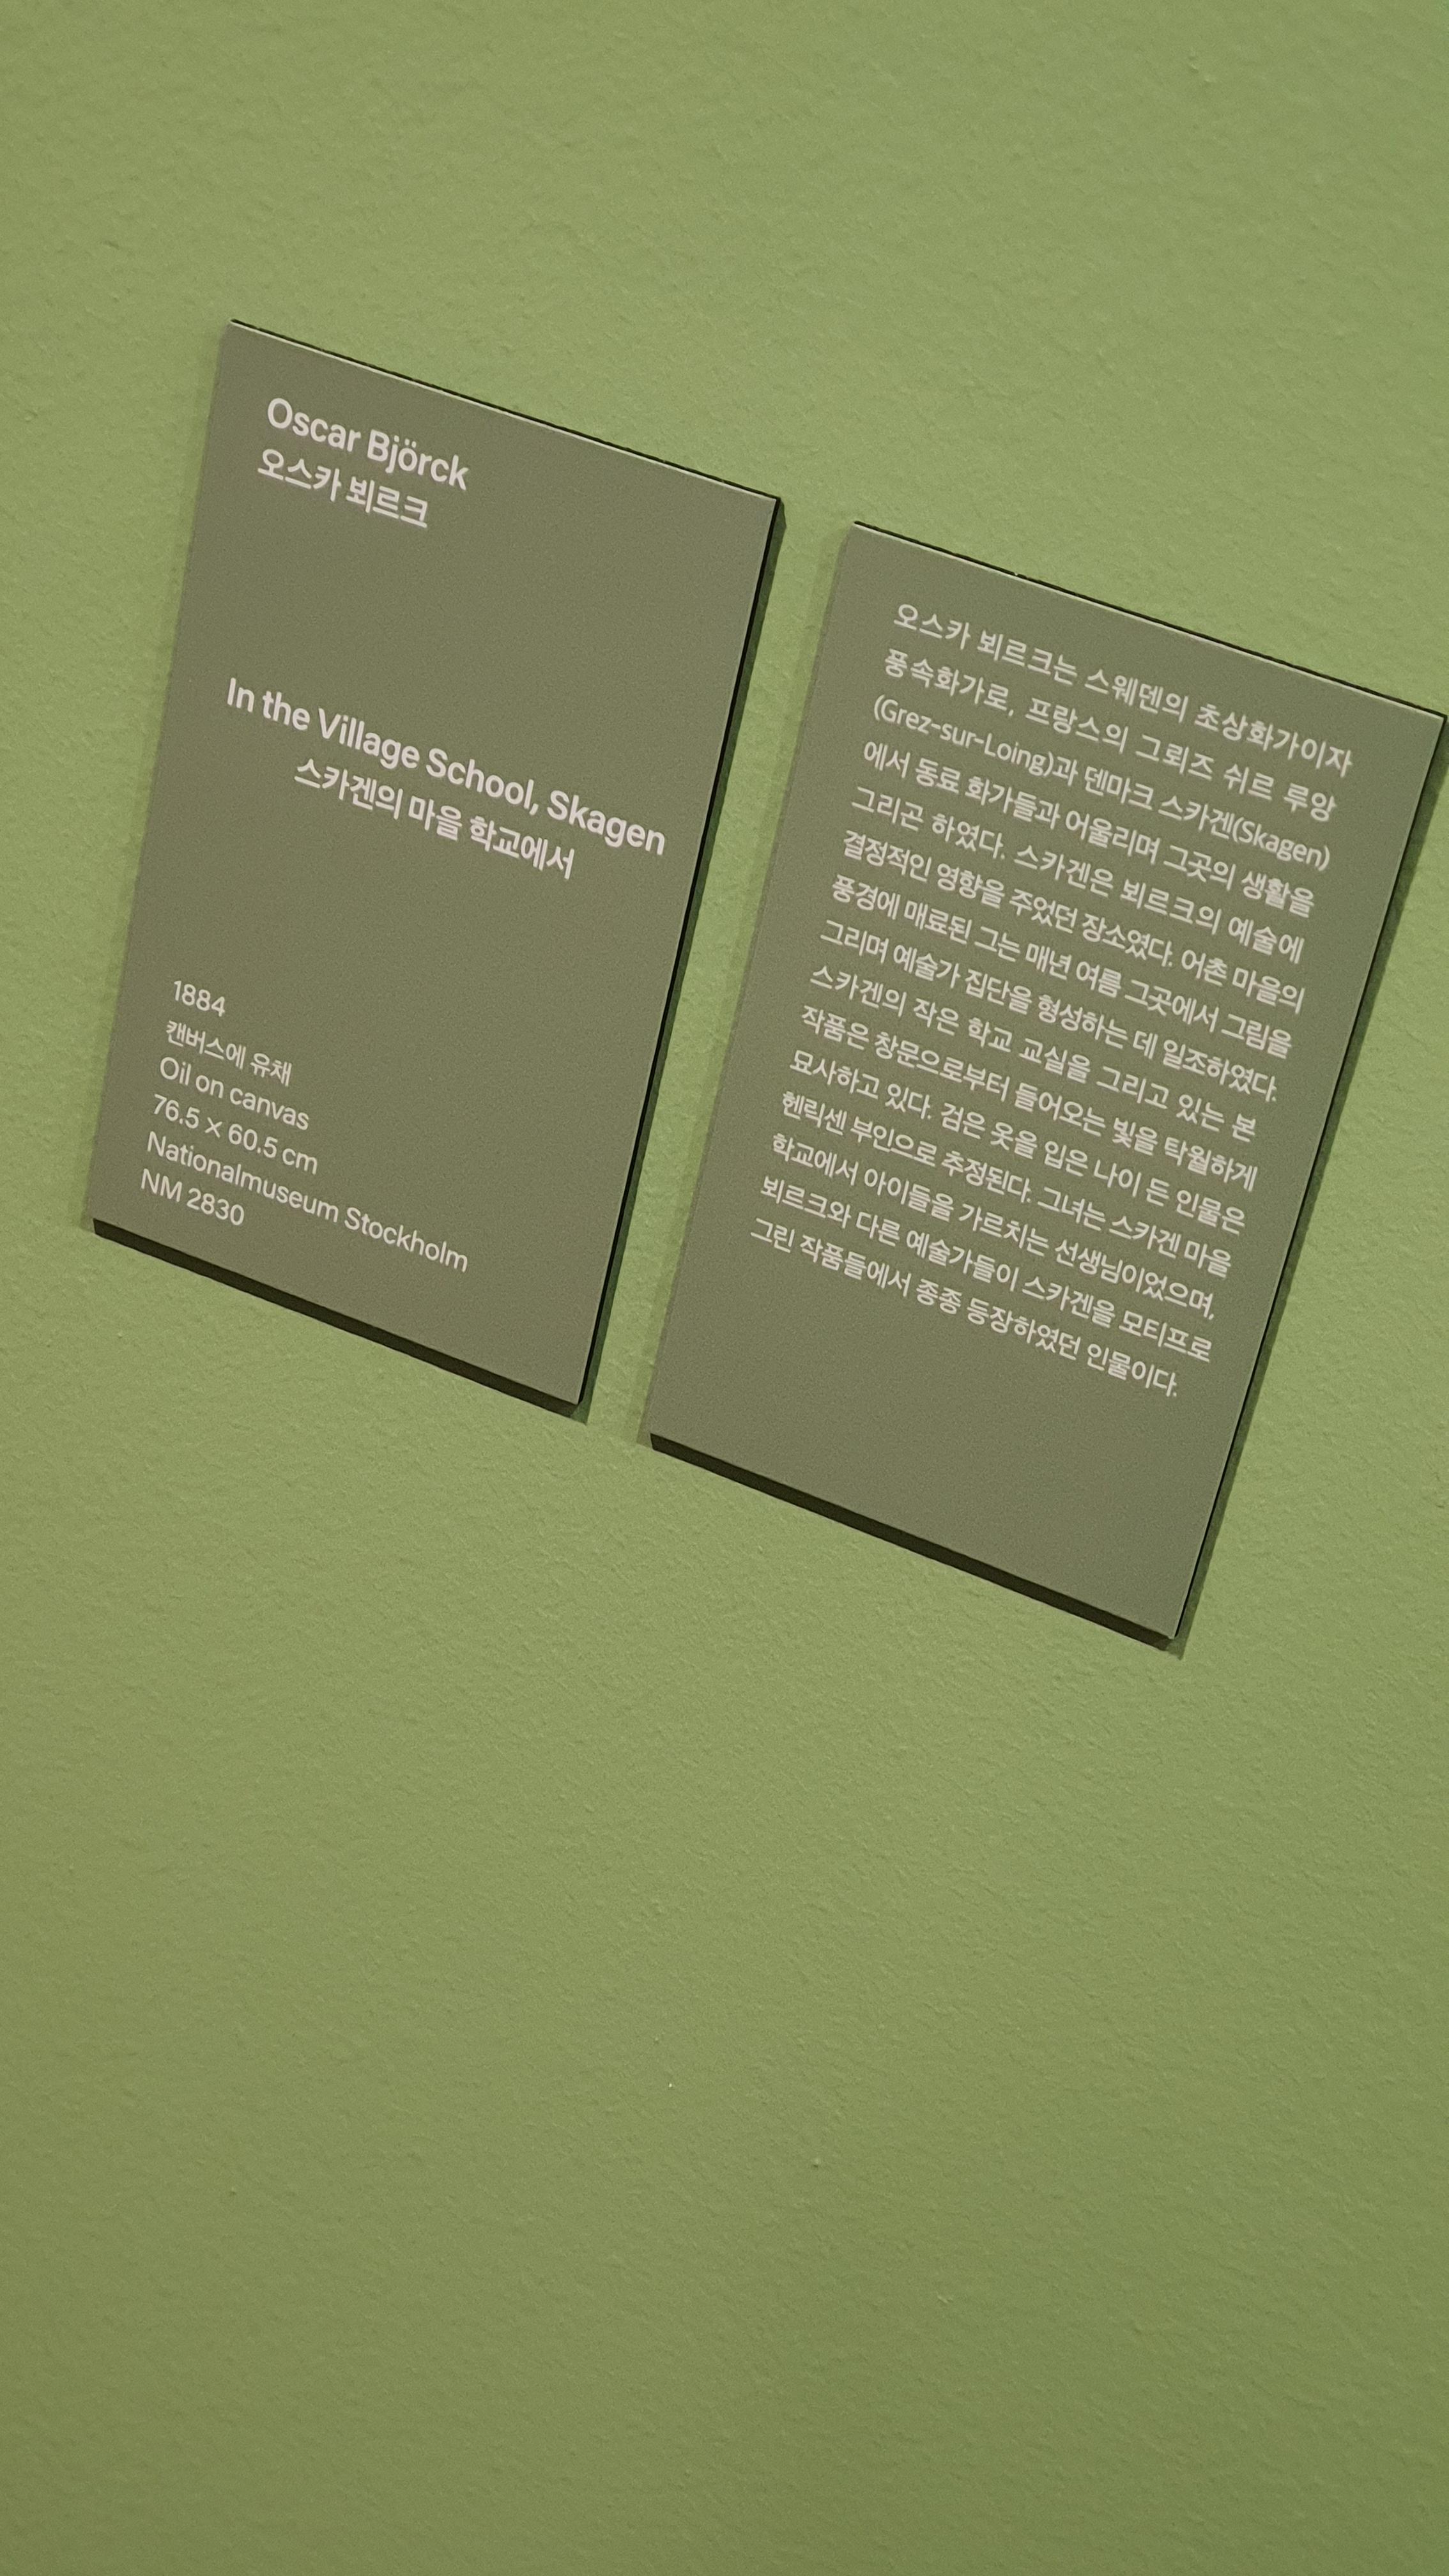 Oscar Björck
오스카 뵈르크
In the Village School, Skagen
스카겐의 마을 학교에서
1884
캔버스에 유채
Oil on canvas
76.5 × 60.5 cm
Nationalmuseum Stockholm
NM 2830
오스카 뵈르크는 스웨덴의 초상화가이자
풍속화가로, 프랑스의 그뢰즈 쉬르 루앙
(Grez-sur-Loing)과 덴마크 스카겐(Skagen)
에서 동료 화가들과 어울리며 그곳의 생활을
그리곤 하였다. 스카겐은 뵈르크의 예술에
결정적인 영향을 주었던 장소였다. 어촌 마을의
풍경에 매료된 그는 매년 여름 그곳에서 그림을
그리며 예술가 집단을 형성하는 데 일조하였다.
스카겐의 작은 학교 교실을 그리고 있는 본
작품은 창문으로부터 들어오는 빛을 탁월하게
묘사하고 있다. 검은 옷을 입은 나이 든 인물은
헨릭센 부인으로 추정된다. 그녀는 스카겐 마을
학교에서 아이들을 가르치는 선생님이었으며,
뵈르크와 다른 예술가들이 스카겐을 모티프로
그린 작품들에서 종종 등장하였던 인물이다.